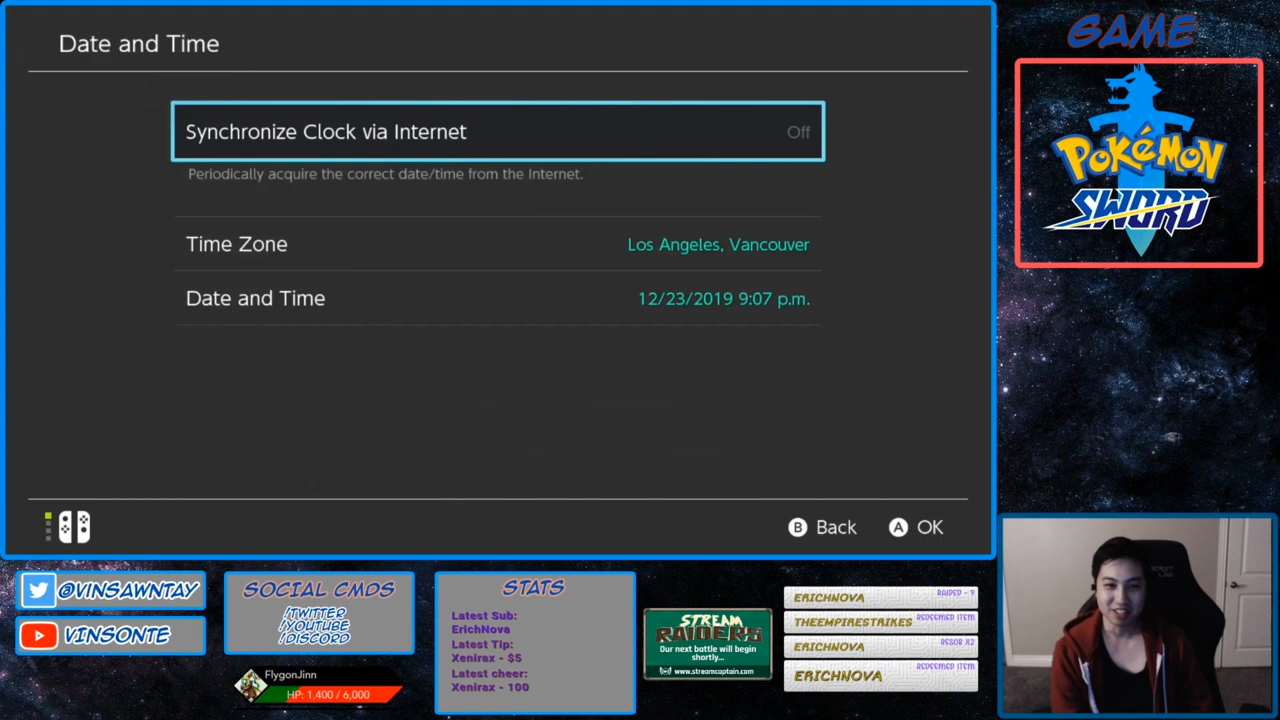 Date and Time
GAME
Synchronize Clock via Internet Off
Periodically acquire the correct date/time from the Internet.
POKéMON
SWORD
Time Zone Los Angeles, Vancouver
Date and Time 12/23/2019 9:07 p.m.
B Back A OK
@VINSAWNTAY
VINSONTE
SOCIAL CMDS
/TWITTER
/YOUTUBE
/DISCORD
FlygonJinn
HP: 1,400 / 6,000
STATS
Latest Sub:
ErichNova
Latest Tip:
Xenirax - $5
Latest cheer:
Xenirax - 100
STREAM
RAIDERS
Our next battle will begin
shortly...
www.streamcaptain.com
ERICHNOVA RAIDED - 9
THEEMPIRESTRIKES REDEEMED ITEM
ERICHNOVA RESUB X2
ERICHNOVA REDEEMED ITEM